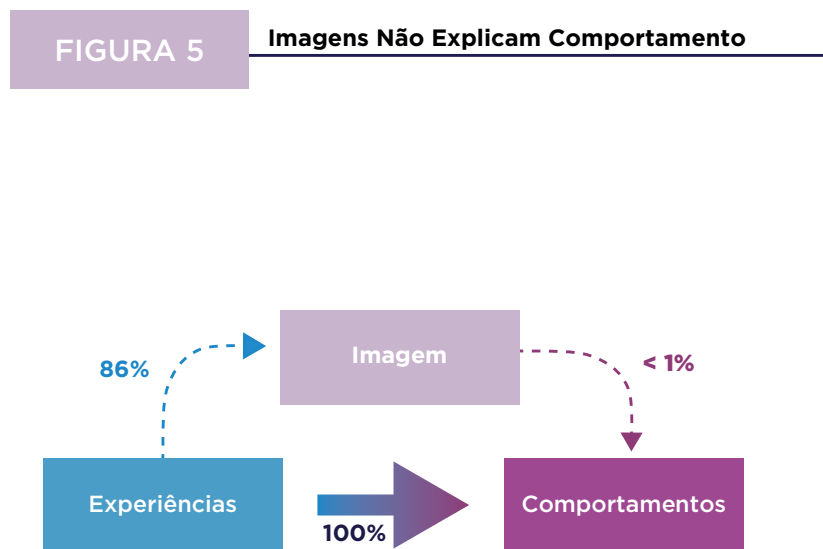 FIGURA 5
Imagens Não Explicam Comportamento
Imagem
86%
< 1%
Experiências
100%
Comportamentos